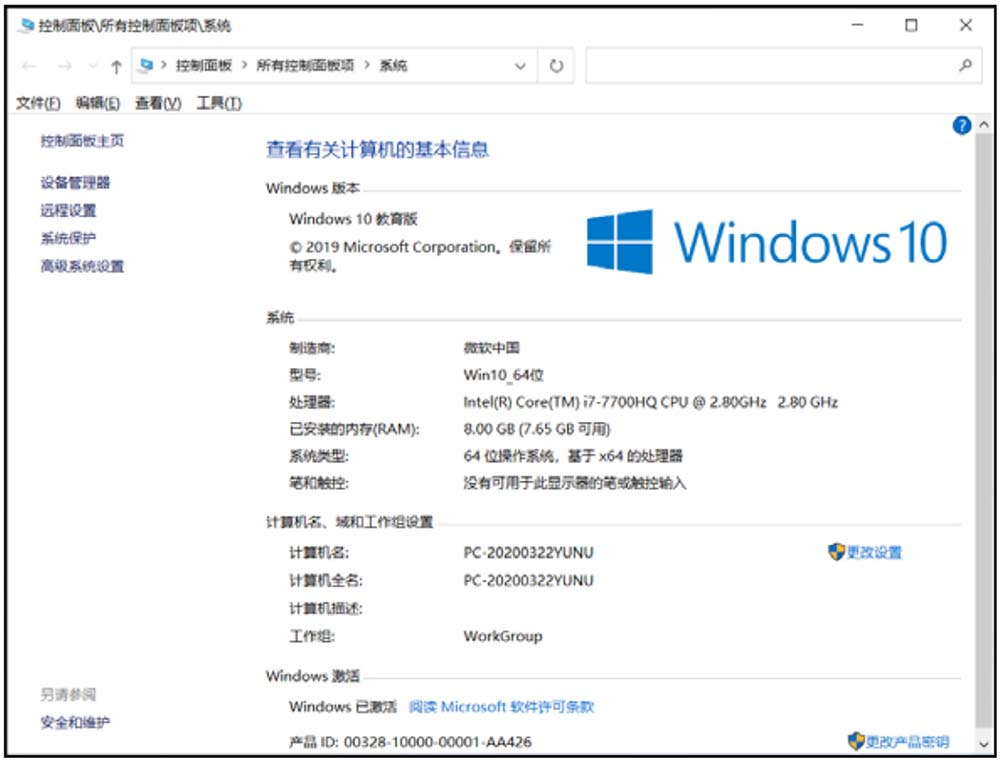 控制面板\所有控制面板项\系统
控制面板 > 所有控制面板项 > 系统
文件(F) 编辑(E) 查看(V) 工具(T)
控制面板主页
设备管理器
远程设置
系统保护
高级系统设置
另请参阅
安全和维护
?
查看有关计算机的基本信息
Windows 版本
Windows 10 教育版
© 2019 Microsoft Corporation。保留所
有权利。
Windows 10
系统
制造商: 微软中国
型号: Win10_64位
处理器: Intel(R) Core(TM) i7-7700HQ CPU @ 2.80GHz 2.80 GHz
已安装的内存(RAM): 8.00 GB (7.65 GB 可用)
系统类型: 64 位操作系统, 基于 x64 的处理器
笔和触控: 没有可用于此显示器的笔或触控输入
计算机名、域和工作组设置
计算机名: PC-20200322YUNU 更改设置
计算机全名: PC-20200322YUNU
计算机描述:
工作组: WorkGroup
Windows 激活
Windows 已激活 阅读 Microsoft 软件许可条款
产品 ID: 00328-10000-00001-AA426 更改产品密钥